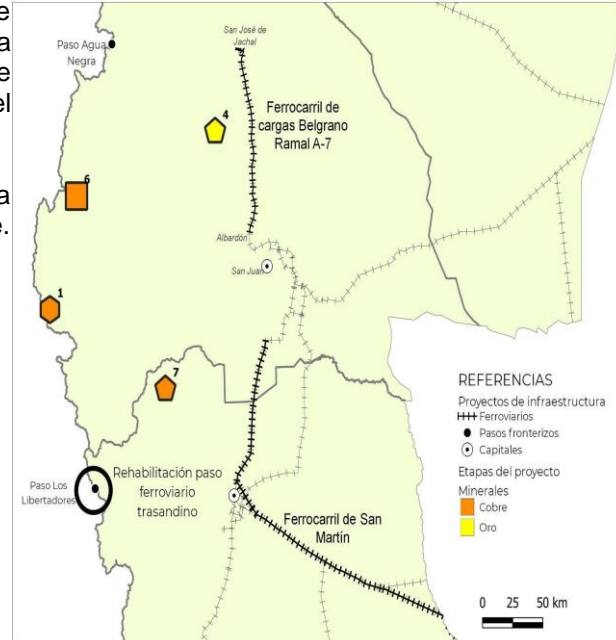 e
a
e
el
a
e.
Paso Agua
Negra
San José de
Jachal
4
Ferrocarril de
cargas Belgrano
Ramal A-7
6
Albardón
San Juan
1
7
Paso Los
Libertadores
Rehabilitación paso
ferroviario
trasandino
Ferrocarril de San
Martín
REFERENCIAS
Proyectos de infraestructura
Ferroviarios
Pasos fronterizos
Capitales
Etapas del proyecto
Minerales
Cobre
Oro
0 25 50 km